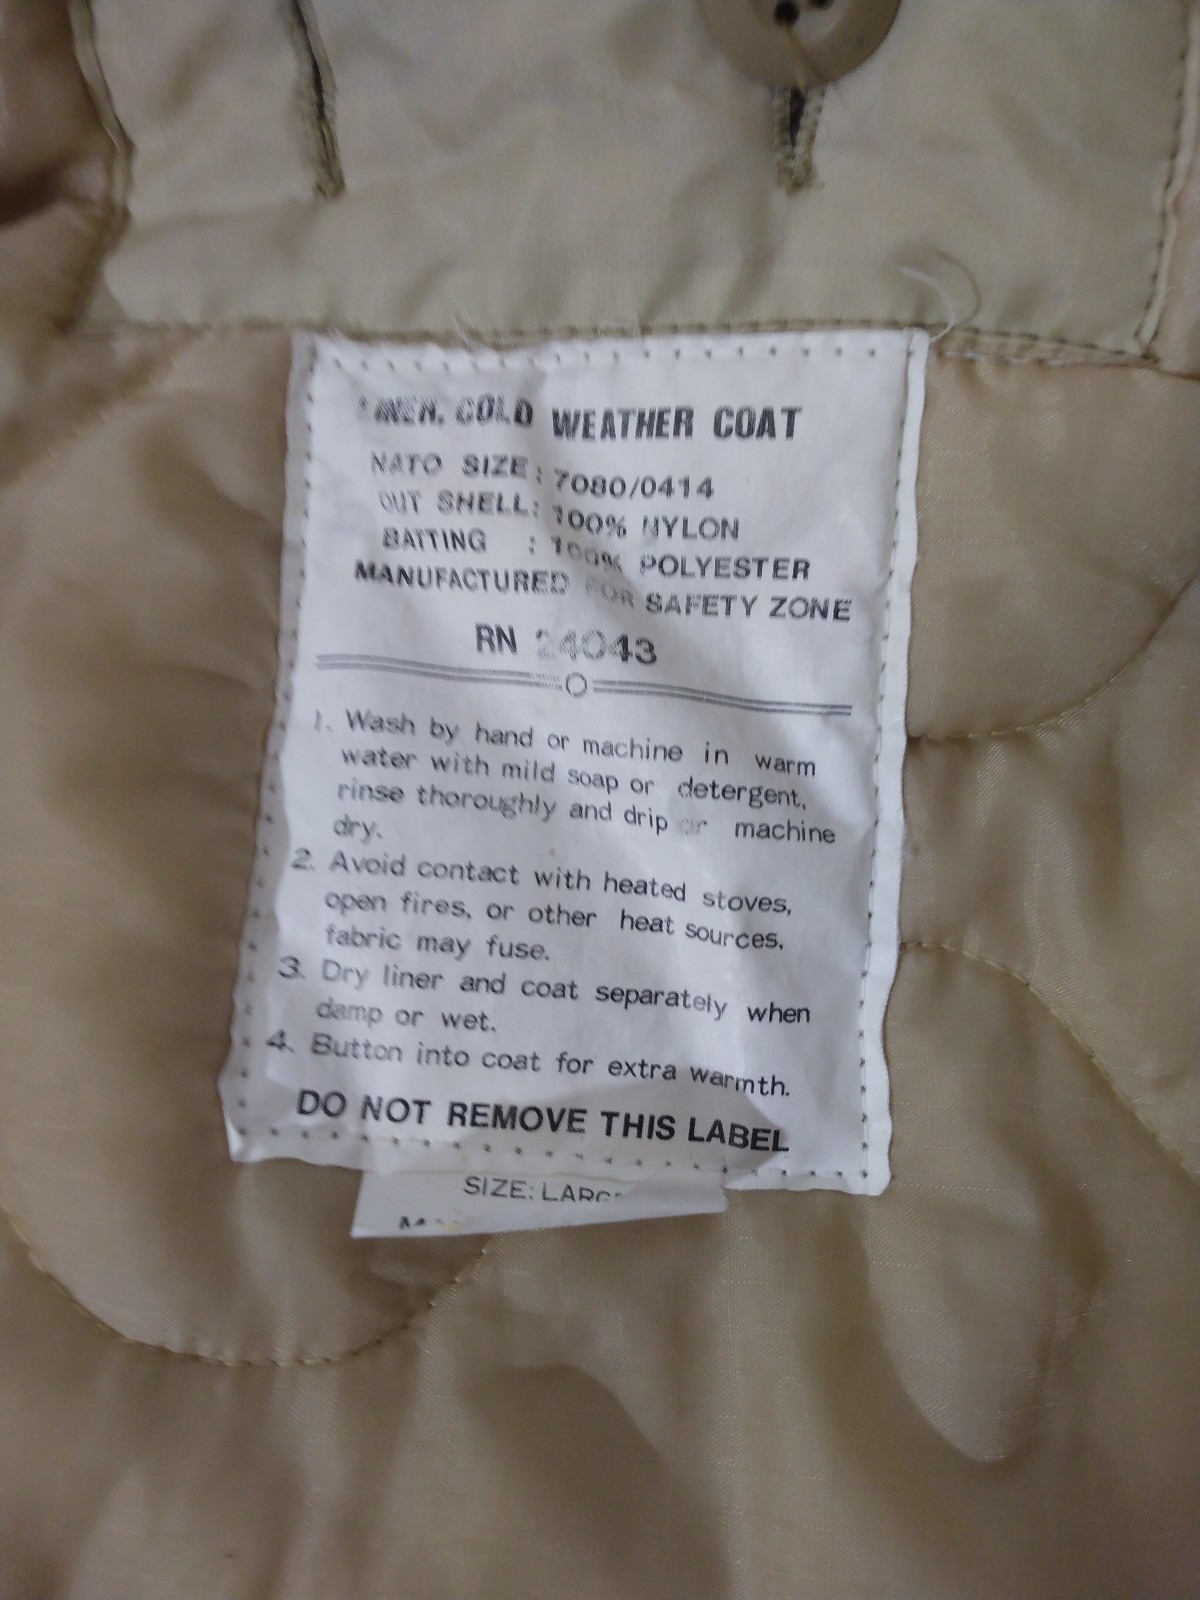 LINER, COLD WEATHER COAT
NATO SIZE: 7080/0414
OUT SHELL: 100% NYLON
BATTING : 100% POLYESTER
MANUFACTURED FOR SAFETY ZONE
RN 24043
1. Wash by hand or machine in warm
water with mild soap or detergent,
rinse thoroughly and drip or machine
dry.
2. Avoid contact with heated stoves,
open fires, or other heat sources,
fabric may fuse.
3. Dry liner and coat separately when
damp or wet.
4. Button into coat for extra warmth.
DO NOT REMOVE THIS LABEL
SIZE: LARGE